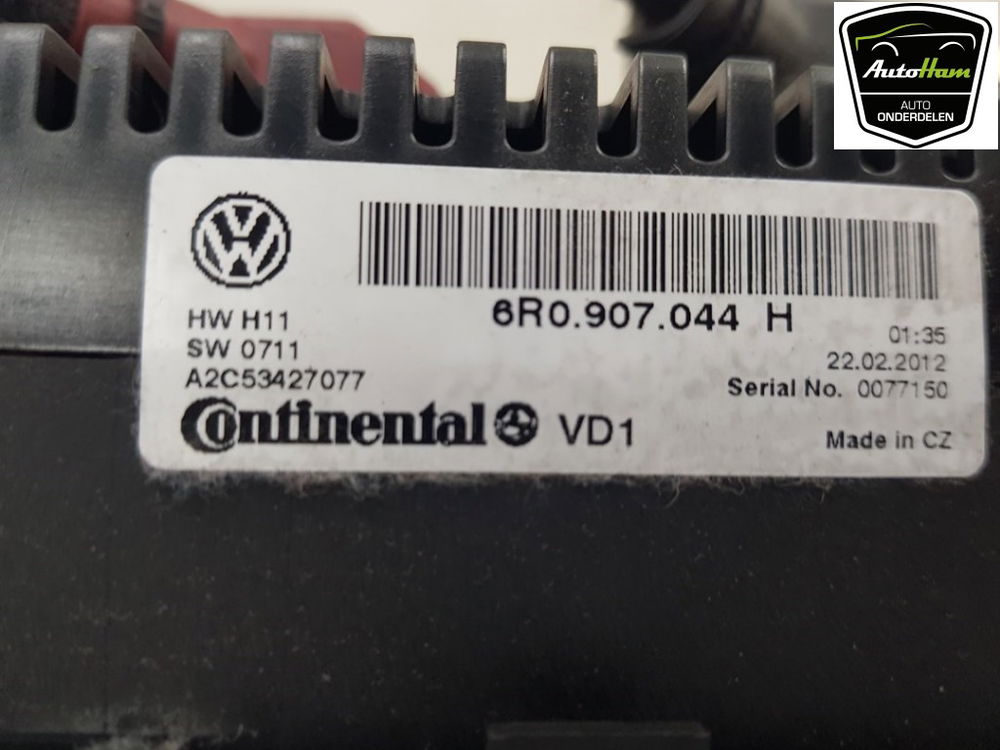 AutoHam
AUTO
ONDERDELEN
VW
6R0.907.044 H
HW H11
SW 0711
A2C53427077
01:35
22.02.2012
Serial No. 0077150
Continental VD1
Made in CZ